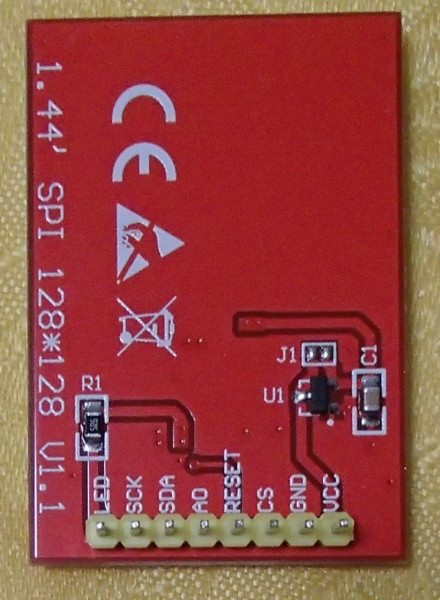 1.44' SPI 128*128 V1.1
CE
J1
C1
U1
R1
LED
SCK
SDA
A0
RESET
CS
GND
VCC